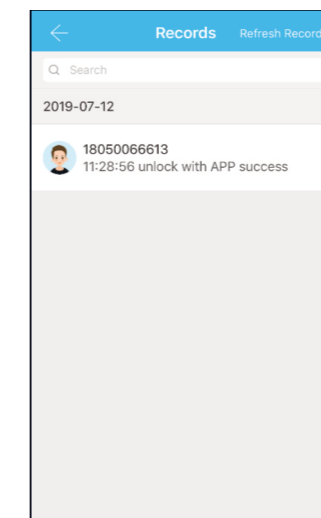 Records Refresh Record
Search
2019-07-12
18050066613
11:28:56 unlock with APP success